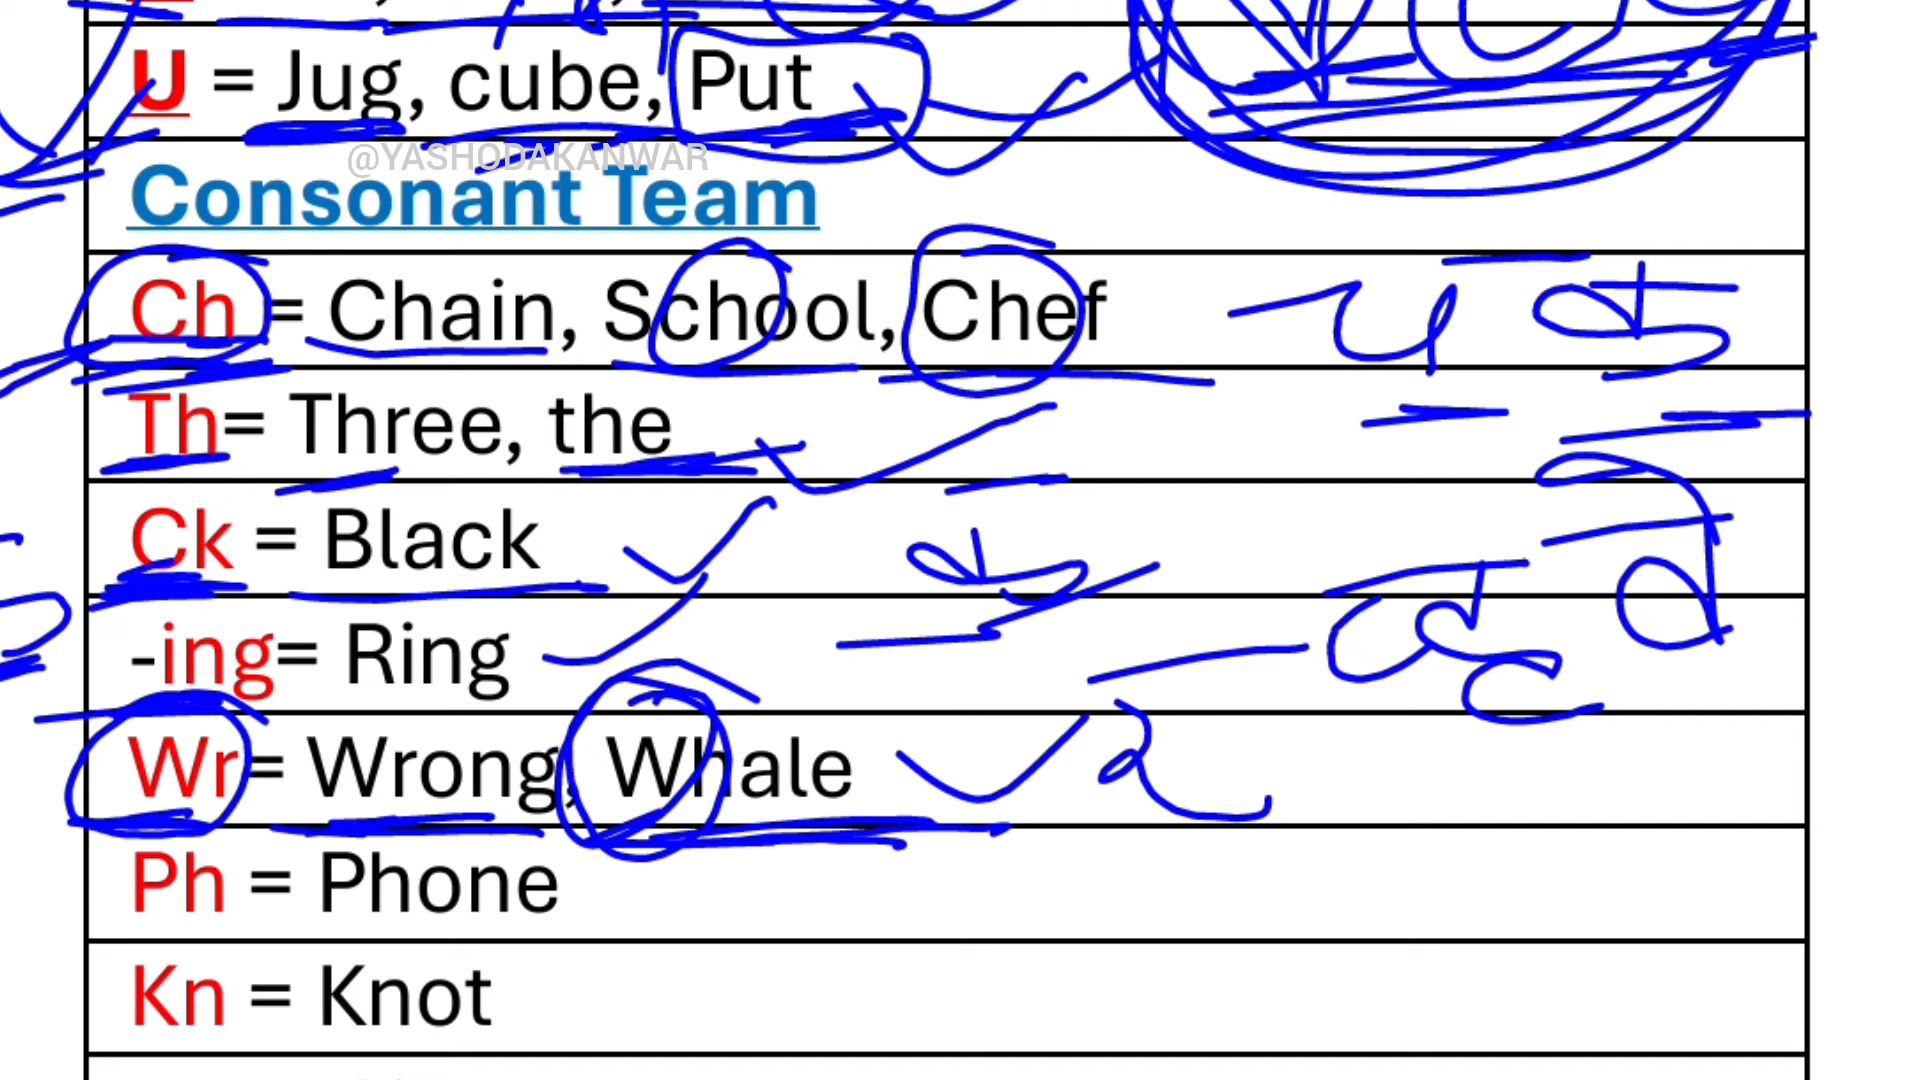 U = Jug, cube, Put
@YASHODAKANWAR
Consonant Team
Ch = Chain, School, Chef
Th= Three, the
Ck = Black
-ing= Ring
Wr= Wrong, Whale
Ph = Phone
Kn = Knot